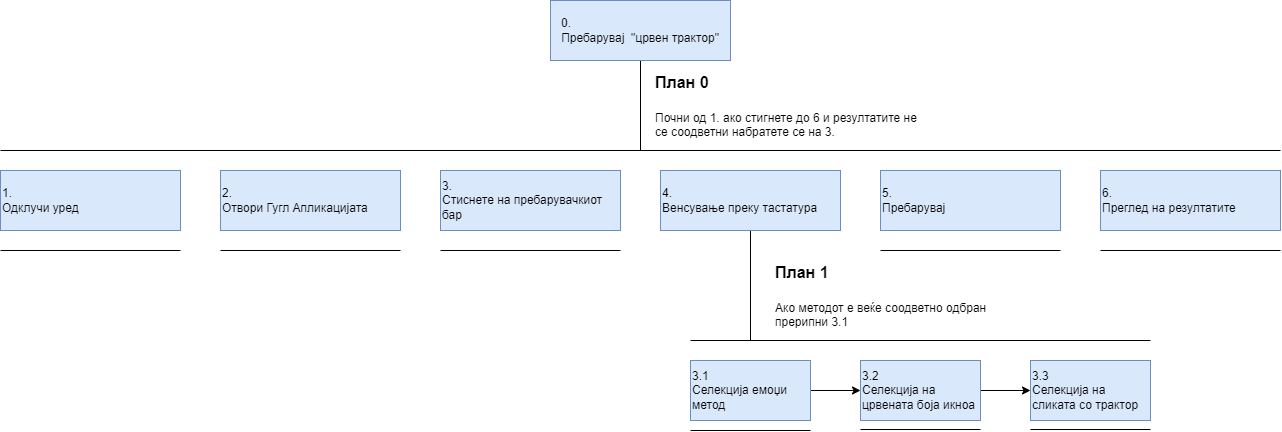 0.
Пребарувај "црвен трактор"
План 0
Почни од 1. ако стигнете до 6 и резултатите не
се соодветни набратете се на 3.
1.
Одклучи уред
2.
Отвори Гугл Апликацијата
3.
Стиснете на пребарувачкиот
бар
4.
Венсување преку тастатура
5.
Пребарувај
6.
Преглед на резултатите
План 1
Ако методот е веќе соодветно одбран
прерипни 3.1
3.1
Селекција емоџи
метод
3.2
Селекција на
црвената боја икноа
3.3
Селекција на
сликата со трактор